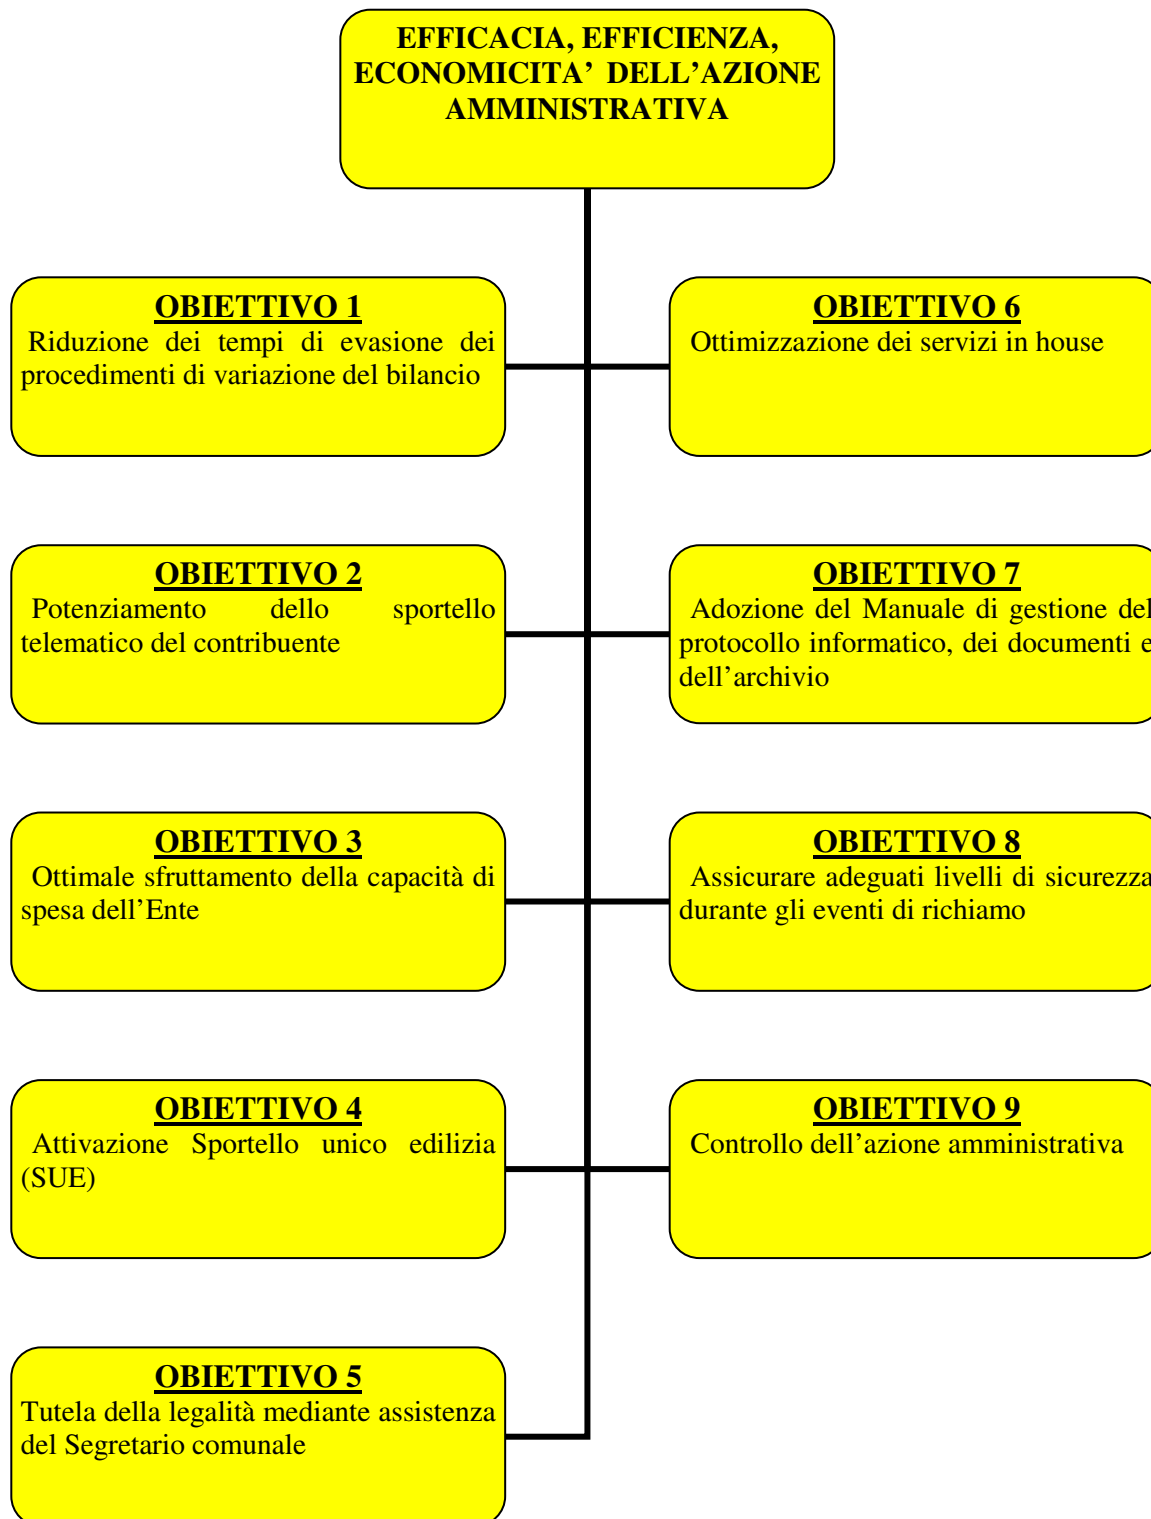 EFFICACIA, EFFICIENZA,
ECONOMICITA’ DELL’AZIONE
AMMINISTRATIVA
OBIETTIVO 1
Riduzione dei tempi di evasione dei
procedimenti di variazione del bilancio
OBIETTIVO 6
Ottimizzazione dei servizi in house
OBIETTIVO 2
Potenziamento dello sportello
telematico del contribuente
OBIETTIVO 7
Adozione del Manuale di gestione del
protocollo informatico, dei documenti e
dell’archivio
OBIETTIVO 3
Ottimale sfruttamento della capacità di
spesa dell’Ente
OBIETTIVO 8
Assicurare adeguati livelli di sicurezza
durante gli eventi di richiamo
OBIETTIVO 4
Attivazione Sportello unico edilizia
(SUE)
OBIETTIVO 9
Controllo dell’azione amministrativa
OBIETTIVO 5
Tutela della legalità mediante assistenza
del Segretario comunale